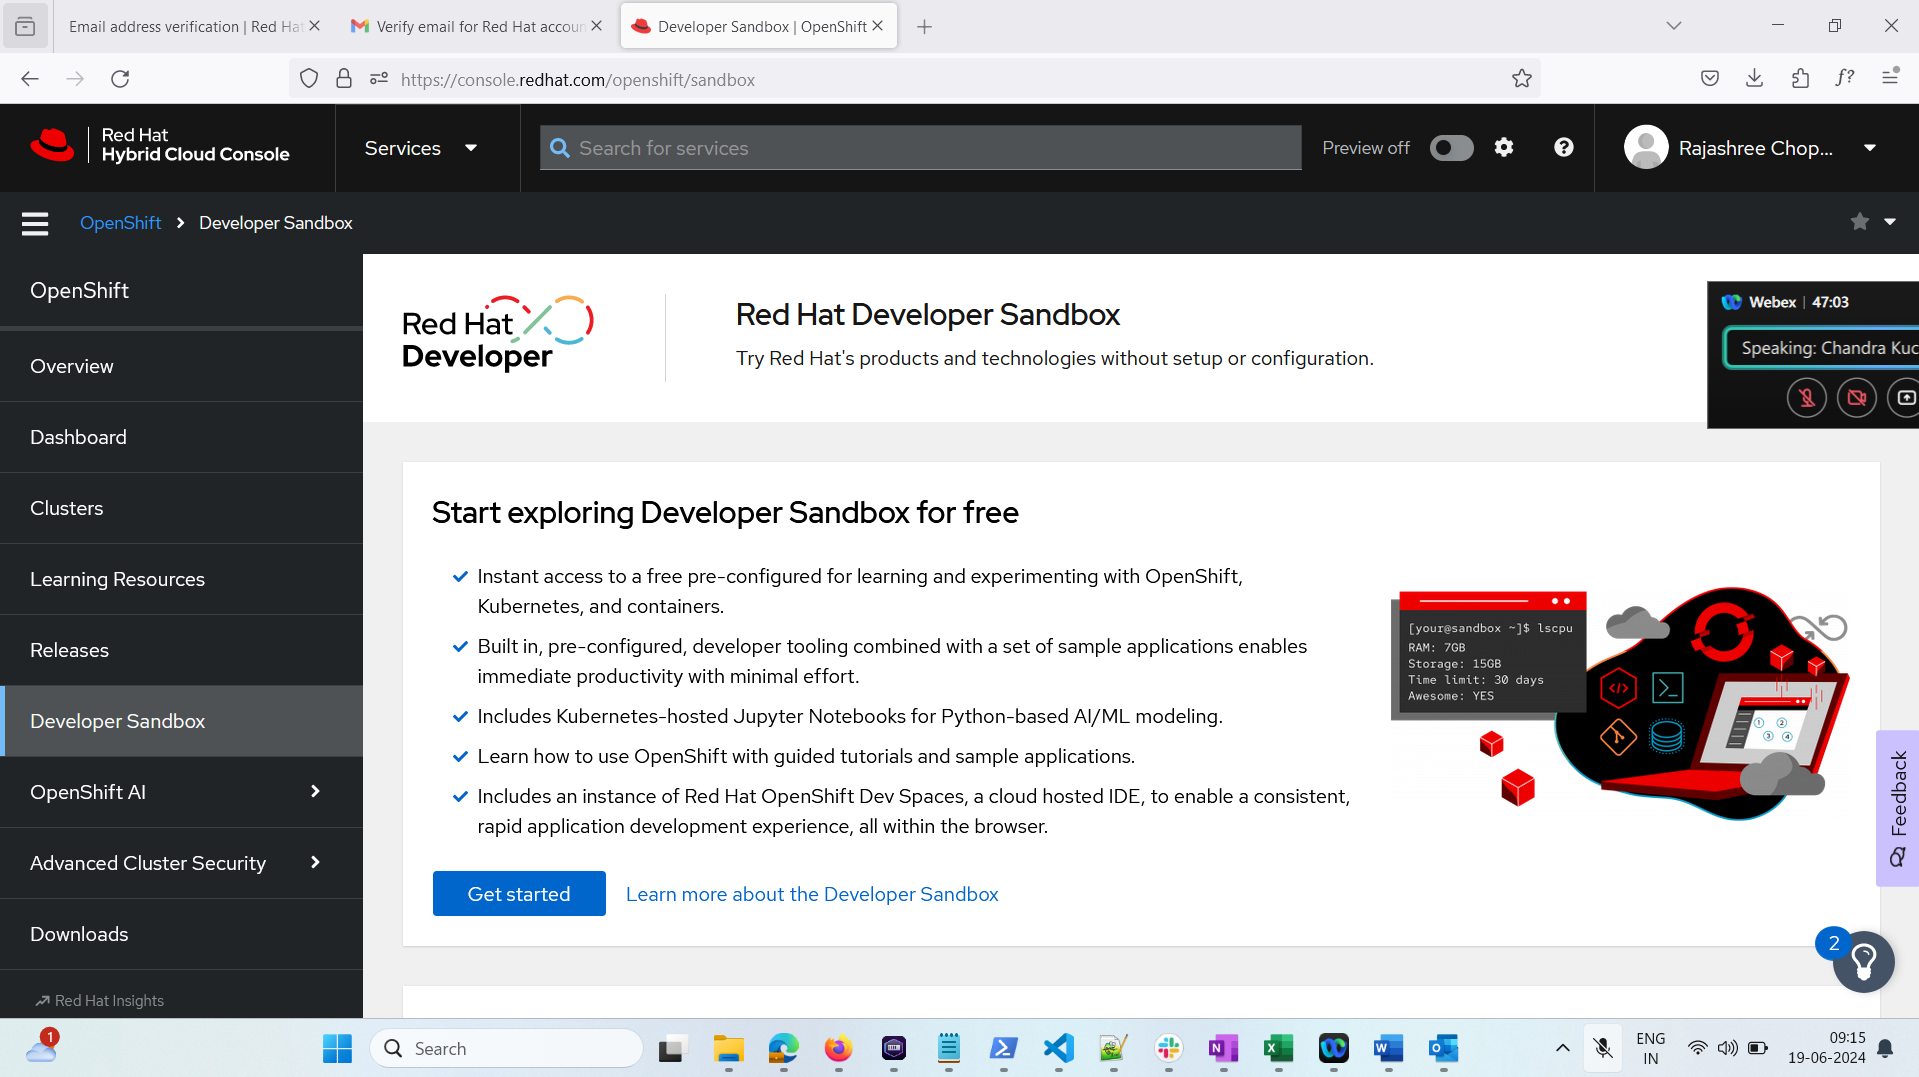 Email address verification | Red Hat
Verify email for Red Hat accoun
Developer Sandbox | OpenShift
https://console.redhat.com/openshift/sandbox
Red Hat
Hybrid Cloud Console
Services
Search for services
Preview off
Rajashree Chop...
OpenShift
Developer Sandbox
OpenShift
Overview
Dashboard
Clusters
Learning Resources
Releases
Developer Sandbox
OpenShift AI
Advanced Cluster Security
Downloads
Red Hat Insights
Red Hat
Developer
Red Hat Developer Sandbox
Try Red Hat's products and technologies without setup or configuration.
Webex | 47:03
Speaking: Chandra Kuc
Start exploring Developer Sandbox for free
Instant access to a free pre-configured for learning and experimenting with OpenShift,
Kubernetes, and containers.
Built in, pre-configured, developer tooling combined with a set of sample applications enables
immediate productivity with minimal effort.
Includes Kubernetes-hosted Jupyter Notebooks for Python-based AI/ML modeling.
Learn how to use OpenShift with guided tutorials and sample applications.
Includes an instance of Red Hat OpenShift Dev Spaces, a cloud hosted IDE, to enable a consistent,
rapid application development experience, all within the browser.
[your@sandbox ~]$ lscpu
RAM: 7GB
Storage: 15GB
Time limit: 30 days
Awesome: YES
1 2
3 4
Get started
Learn more about the Developer Sandbox
Feedback
2
1
Search
ENG
IN
09:15
19-06-2024